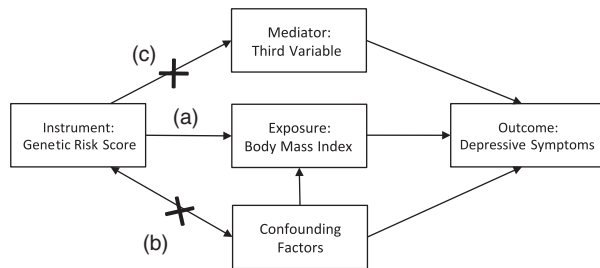 Mediator:
Third Variable
(c)
(a)
Instrument:
Genetic Risk Score
Exposure:
Body Mass Index
Outcome:
Depressive Symptoms
(b)
Confounding
Factors